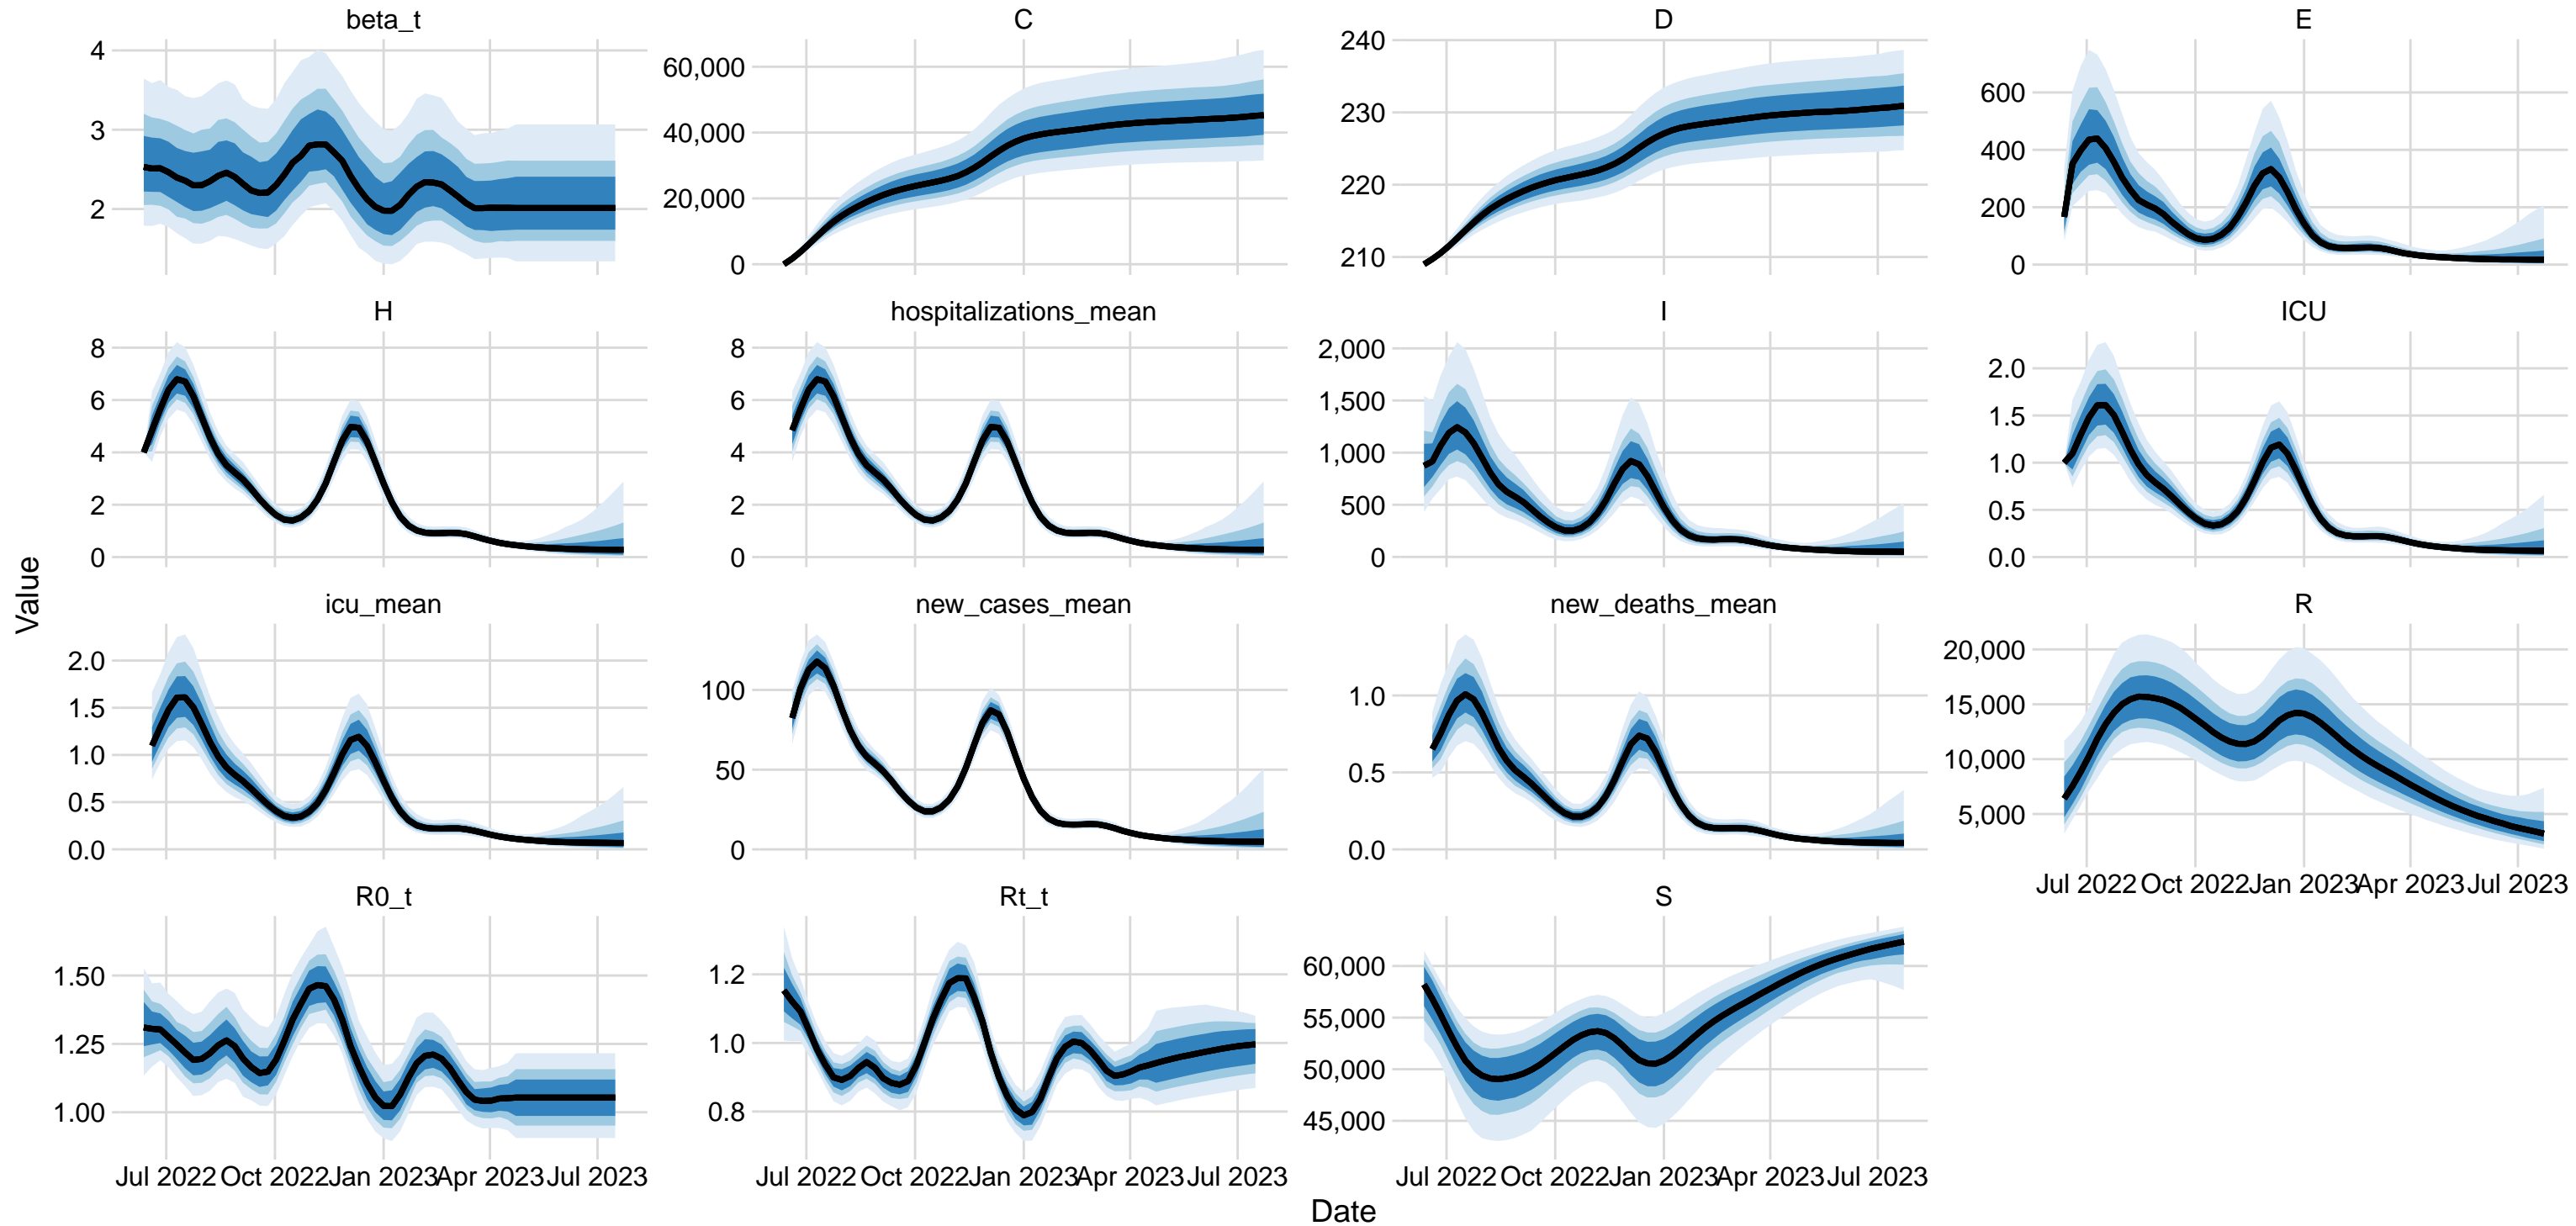 beta_t
C
D
E
4
3
2
60,000
40,000
20,000
0
240
230
220
210
600
400
200
0
H
hospitalizations_mean
I
ICU
8
6
4
2
0
8
6
4
2
0
2,000
1,500
1,000
500
0
2.0
1.5
1.0
0.5
0.0
icu_mean
new_cases_mean
new_deaths_mean
R
2.0
1.5
1.0
0.5
0.0
100
50
0
1.0
0.5
0.0
20,000
15,000
10,000
5,000
Jul 2022 Oct 2022 Jan 2023 Apr 2023 Jul 2023
R0_t
Rt_t
S
1.50
1.25
1.00
1.2
1.0
0.8
60,000
55,000
50,000
45,000
Jul 2022 Oct 2022 Jan 2023 Apr 2023 Jul 2023
Jul 2022 Oct 2022 Jan 2023 Apr 2023 Jul 2023
Jul 2022 Oct 2022 Jan 2023 Apr 2023 Jul 2023
Value
Date